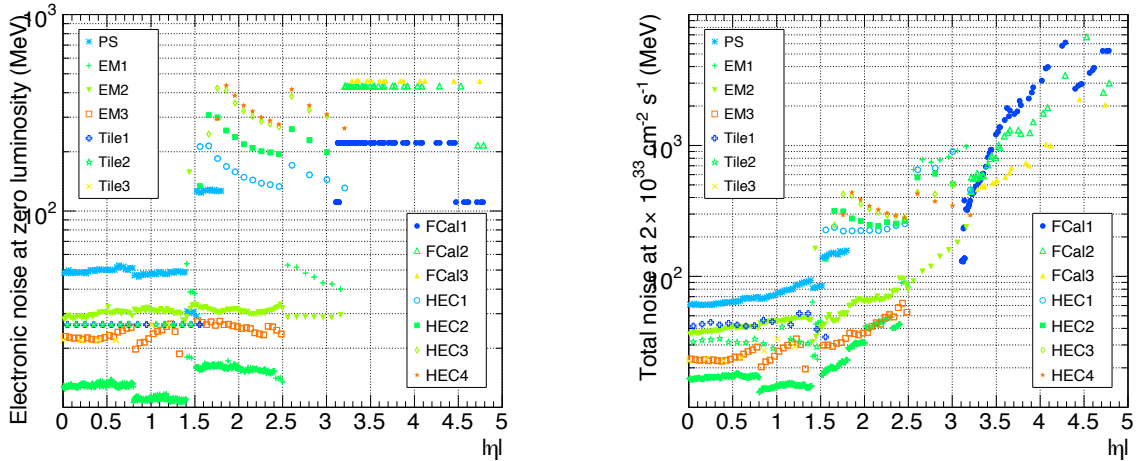 Electronic noise at zero luminosity (MeV)
10³
10²
PS
EM1
EM2
EM3
Tile1
Tile2
Tile3
FCal1
FCal2
FCal3
HEC1
HEC2
HEC3
HEC4
0 0.5 1 1.5 2 2.5 3 3.5 4 4.5 5
|η|
Total noise at 2× 10³³ cm⁻² s⁻¹ (MeV)
10³
10²
PS
EM1
EM2
EM3
Tile1
Tile2
Tile3
FCal1
FCal2
FCal3
HEC1
HEC2
HEC3
HEC4
0 0.5 1 1.5 2 2.5 3 3.5 4 4.5 5
|η|